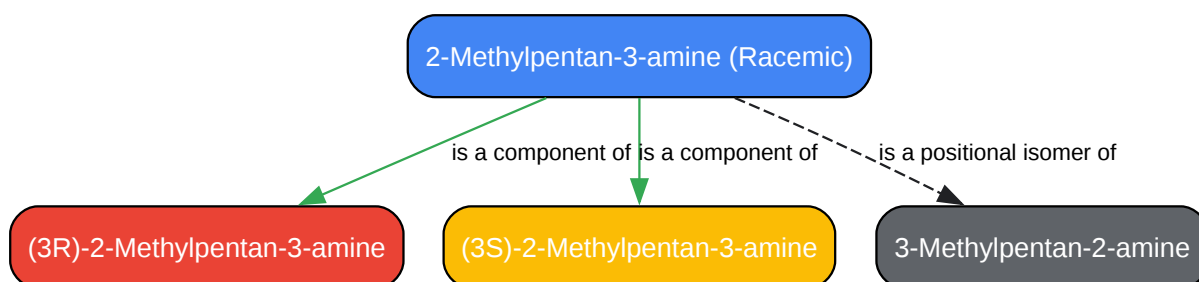 2-Methylpentan-3-amine (Racemic)
is a component of
is a component of
is a positional isomer of
(3R)-2-Methylpentan-3-amine
(3S)-2-Methylpentan-3-amine
3-Methylpentan-2-amine